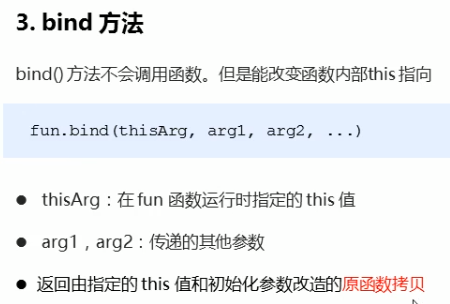 3. bind 方法
bind() 方法不会调用函数。但是能改变函数内部this 指向
fun.bind(thisArg, arg1, arg2, ...)
● thisArg：在 fun 函数运行时指定的 this 值
● arg1，arg2：传递的其他参数
● 返回由指定的 this 值和初始化参数改造的原函数拷贝